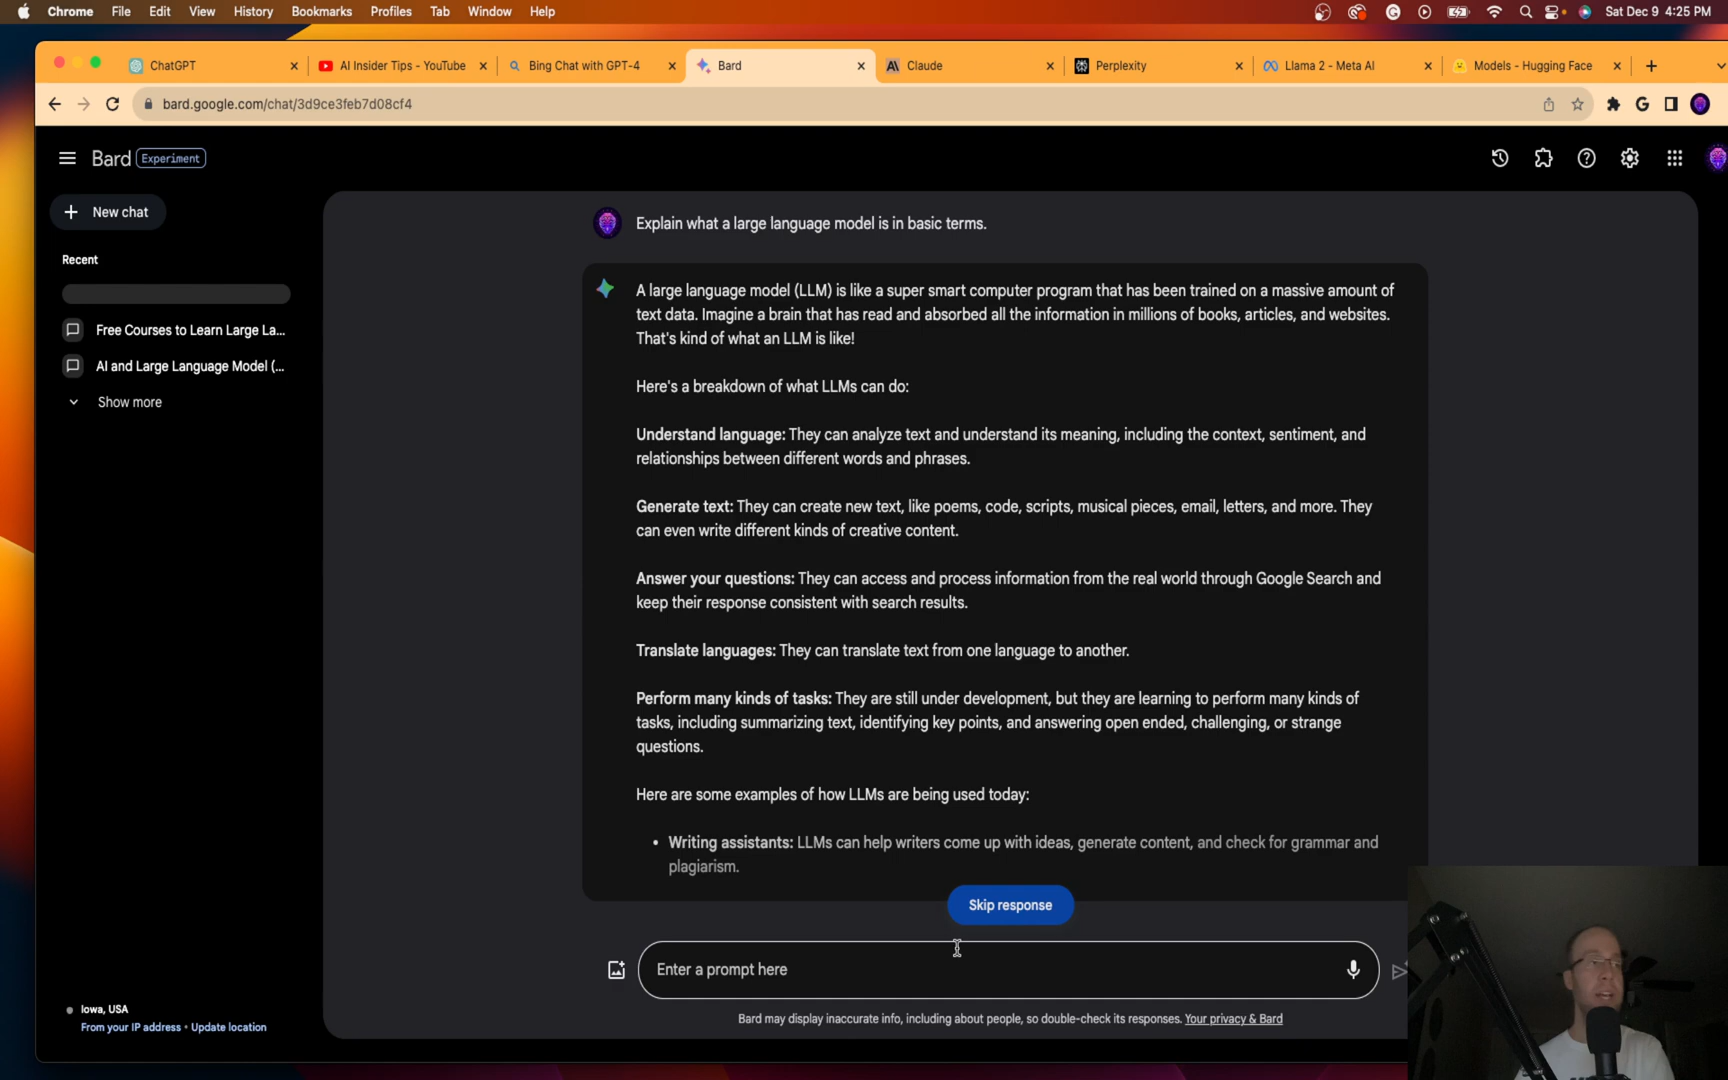 Chrome File Edit View History Bookmarks Profiles Tab Window Help Sat Dec 9 4:25 PM
ChatGPT AI Insider Tips - YouTube Bing Chat with GPT-4 Bard Claude Perplexity Llama 2 - Meta AI Models - Hugging Face
bard.google.com/chat/3d9ce3feb7d08cf4
Bard Experiment
New chat
Recent
Free Courses to Learn Large La...
AI and Large Language Model (...
Show more
Iowa, USA
From your IP address • Update location
Explain what a large language model is in basic terms.
A large language model (LLM) is like a super smart computer program that has been trained on a massive amount of
text data. Imagine a brain that has read and absorbed all the information in millions of books, articles, and websites.
That's kind of what an LLM is like!
Here's a breakdown of what LLMs can do:
Understand language: They can analyze text and understand its meaning, including the context, sentiment, and
relationships between different words and phrases.
Generate text: They can create new text, like poems, code, scripts, musical pieces, email, letters, and more. They
can even write different kinds of creative content.
Answer your questions: They can access and process information from the real world through Google Search and
keep their response consistent with search results.
Translate languages: They can translate text from one language to another.
Perform many kinds of tasks: They are still under development, but they are learning to perform many kinds of
tasks, including summarizing text, identifying key points, and answering open ended, challenging, or strange
questions.
Here are some examples of how LLMs are being used today:
• Writing assistants: LLMs can help writers come up with ideas, generate content, and check for grammar and
plagiarism.
Skip response
Enter a prompt here
Bard may display inaccurate info, including about people, so double-check its responses. Your privacy & Bard